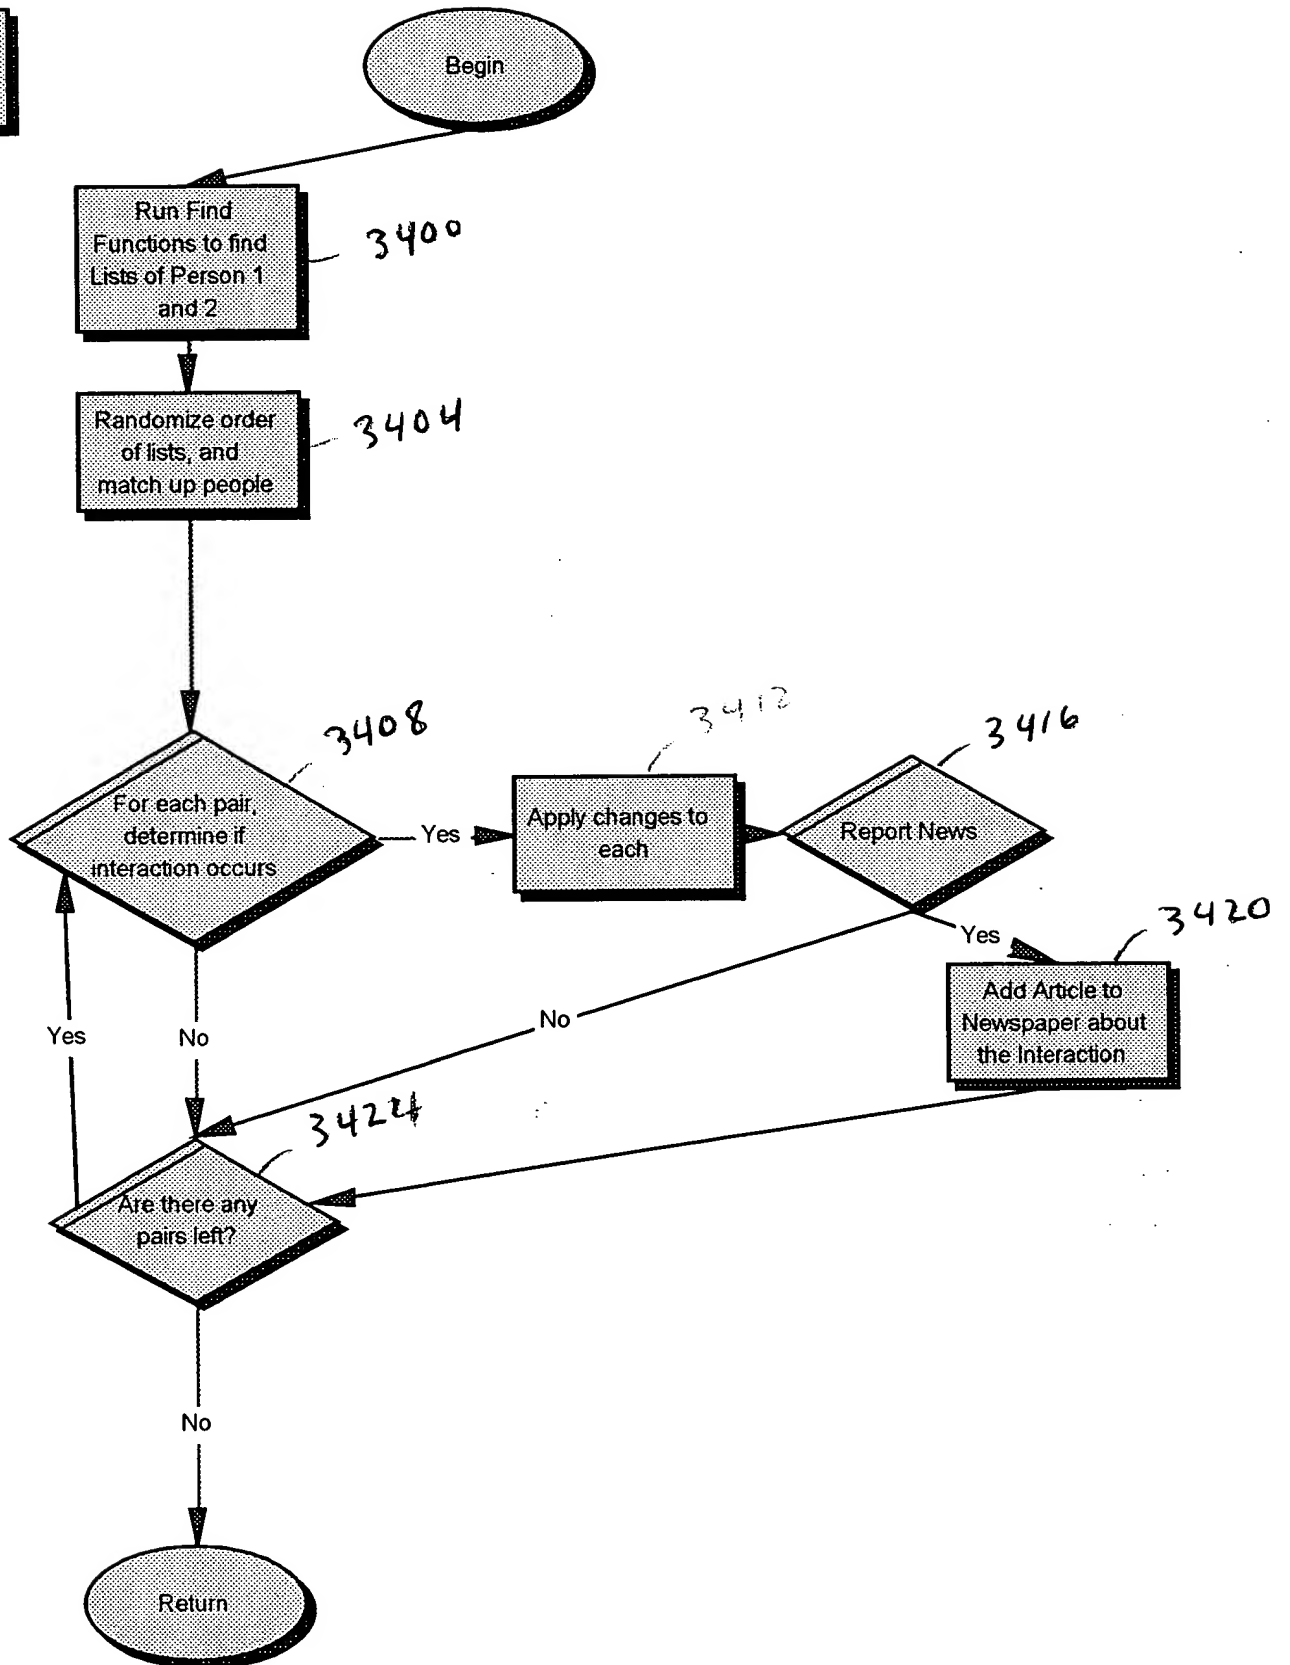 Begin
Run Find
Functions to find
Lists of Person 1
and 2
3400
Randomize order
of lists, and
match up people
3404
3408
For each pair,
determine if
interaction occurs
Yes
3412
Apply changes to
each
3416
Report News
Yes
3420
Add Article to
Newspaper about
the Interaction
No
Yes
No
3424
Are there any
pairs left?
No
Return